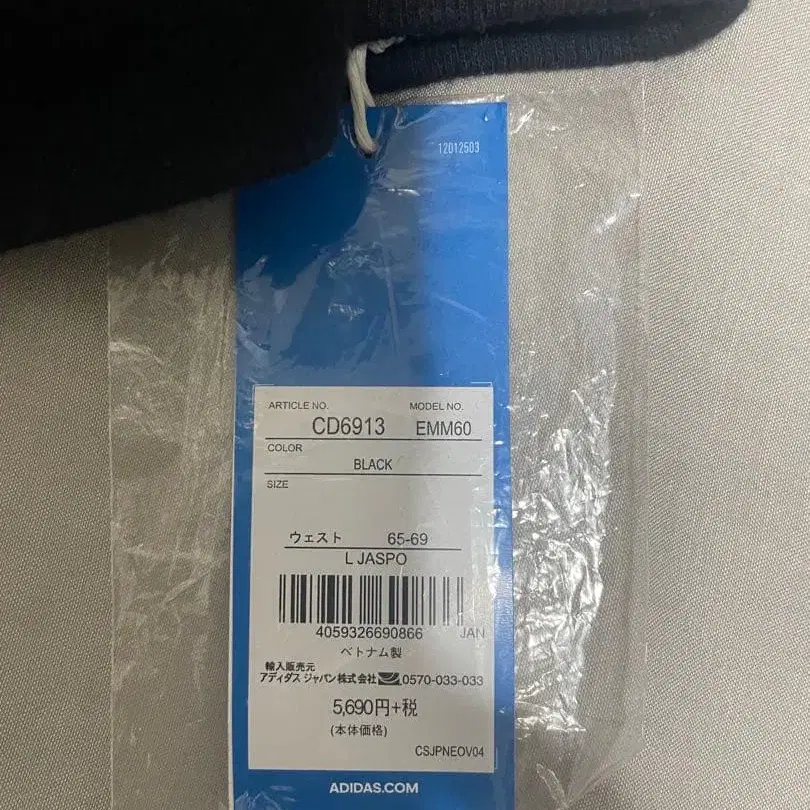 12012503
ARTICLE NO. MODEL NO.
CD6913 EMM60
COLOR
BLACK
SIZE
ウェスト 65-69
L JASPO
4059326690866 JAN
ベトナム製
輸入販売元
アディダス ジャパン株式会社 0570-033-033
5,690円+税
(本体価格)
CSJPNEOV04
ADIDAS.COM